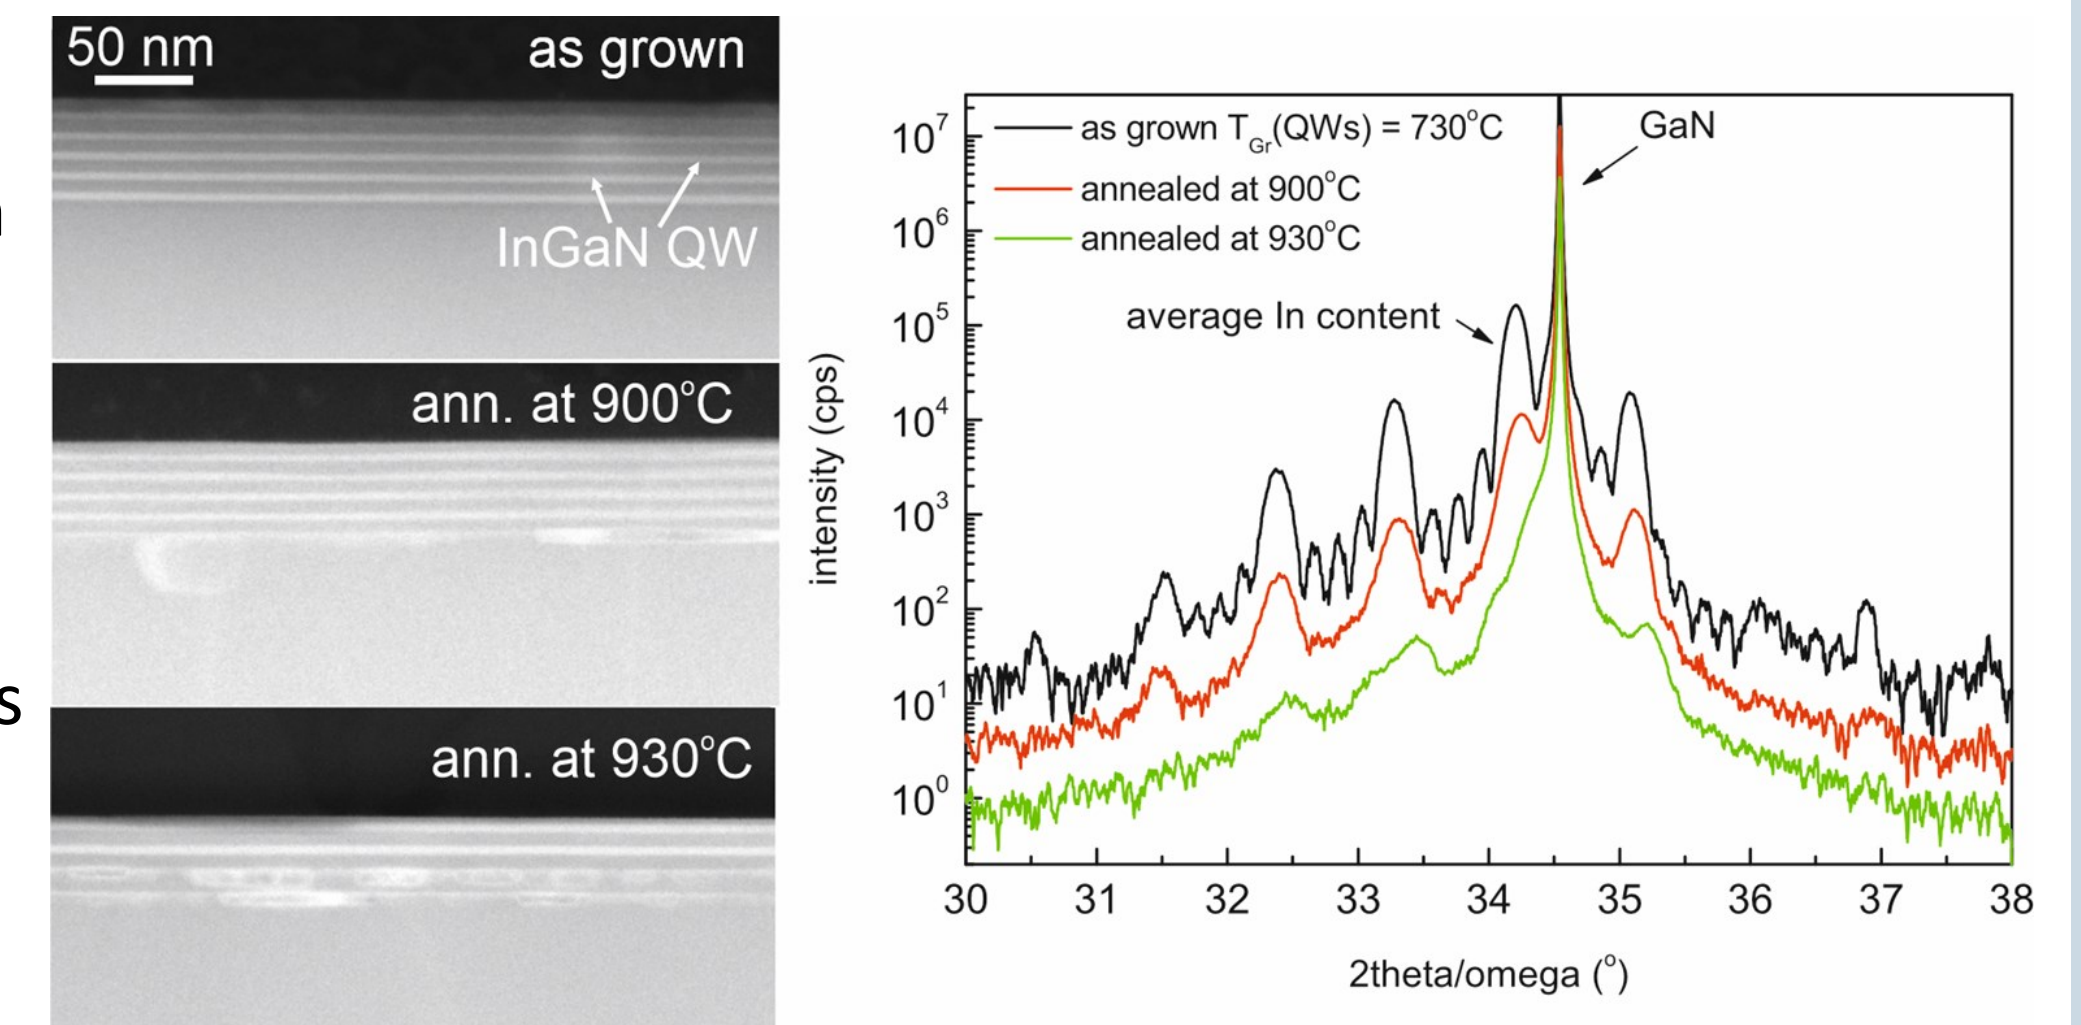 50 nm
as grown
InGaN QW
ann. at 900°C
ann. at 930°C
s
as grown T_Gr(QWs) = 730°C
annealed at 900°C
annealed at 930°C
GaN
average In content
intensity (cps)
10^7
10^6
10^5
10^4
10^3
10^2
10^1
10^0
30 31 32 33 34 35 36 37 38
2theta/omega (°)